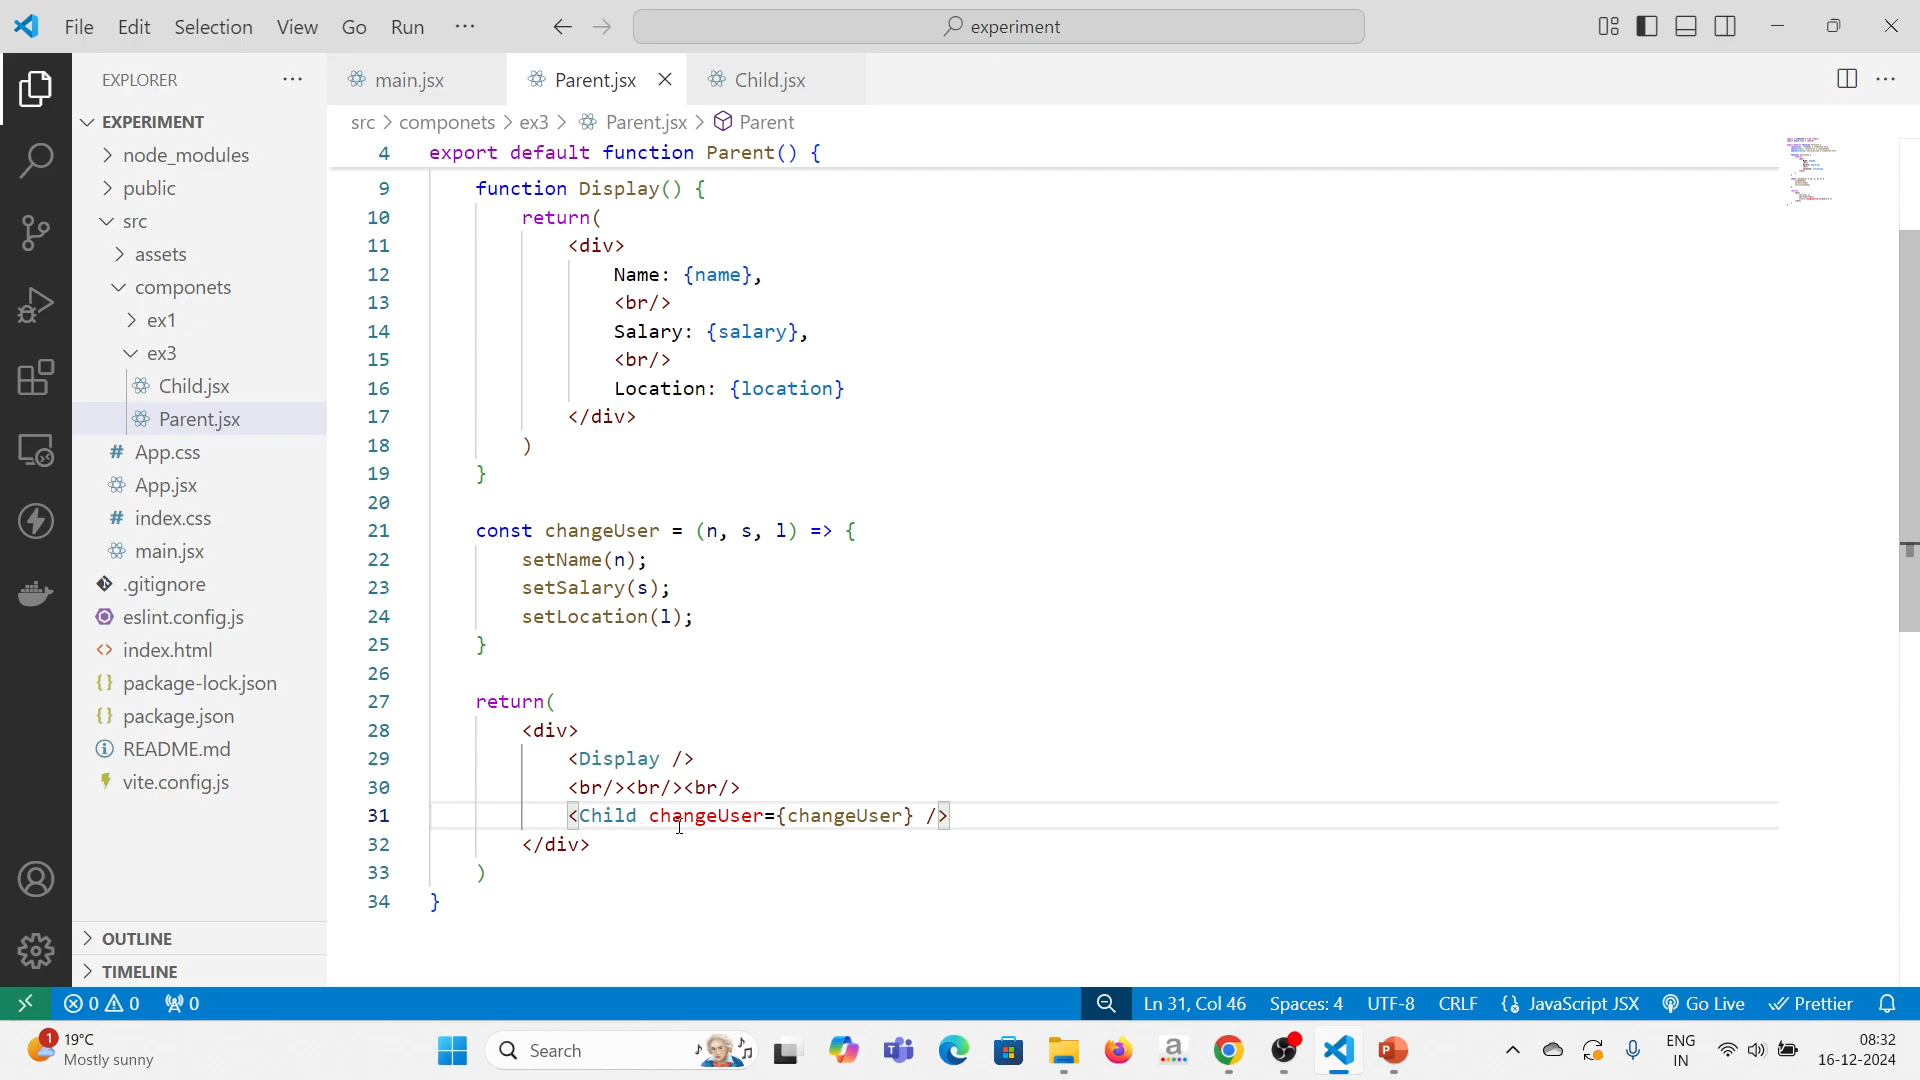 File Edit Selection View Go Run ··· experiment
EXPLORER ···
main.jsx Parent.jsx Child.jsx
EXPERIMENT
node_modules
public
src
assets
componets
ex1
ex3
Child.jsx
Parent.jsx
App.css
App.jsx
index.css
main.jsx
.gitignore
eslint.config.js
index.html
package-lock.json
package.json
README.md
vite.config.js
OUTLINE
TIMELINE
src > componets > ex3 > Parent.jsx > Parent
4 export default function Parent() {
9 function Display() {
10 return(
11 <div>
12 Name: {name},
13 <br/>
14 Salary: {salary},
15 <br/>
16 Location: {location}
17 </div>
18 )
19 }
20
21 const changeUser = (n, s, l) => {
22 setName(n);
23 setSalary(s);
24 setLocation(l);
25 }
26
27 return(
28 <div>
29 <Display />
30 <br/><br/><br/>
31 <Child changeUser={changeUser} />
32 </div>
33 )
34 }
0 0 0 Ln 31, Col 46 Spaces: 4 UTF-8 CRLF JavaScript JSX Go Live Prettier
1 19°C
Mostly sunny
Search
ENG
IN
08:32
16-12-2024